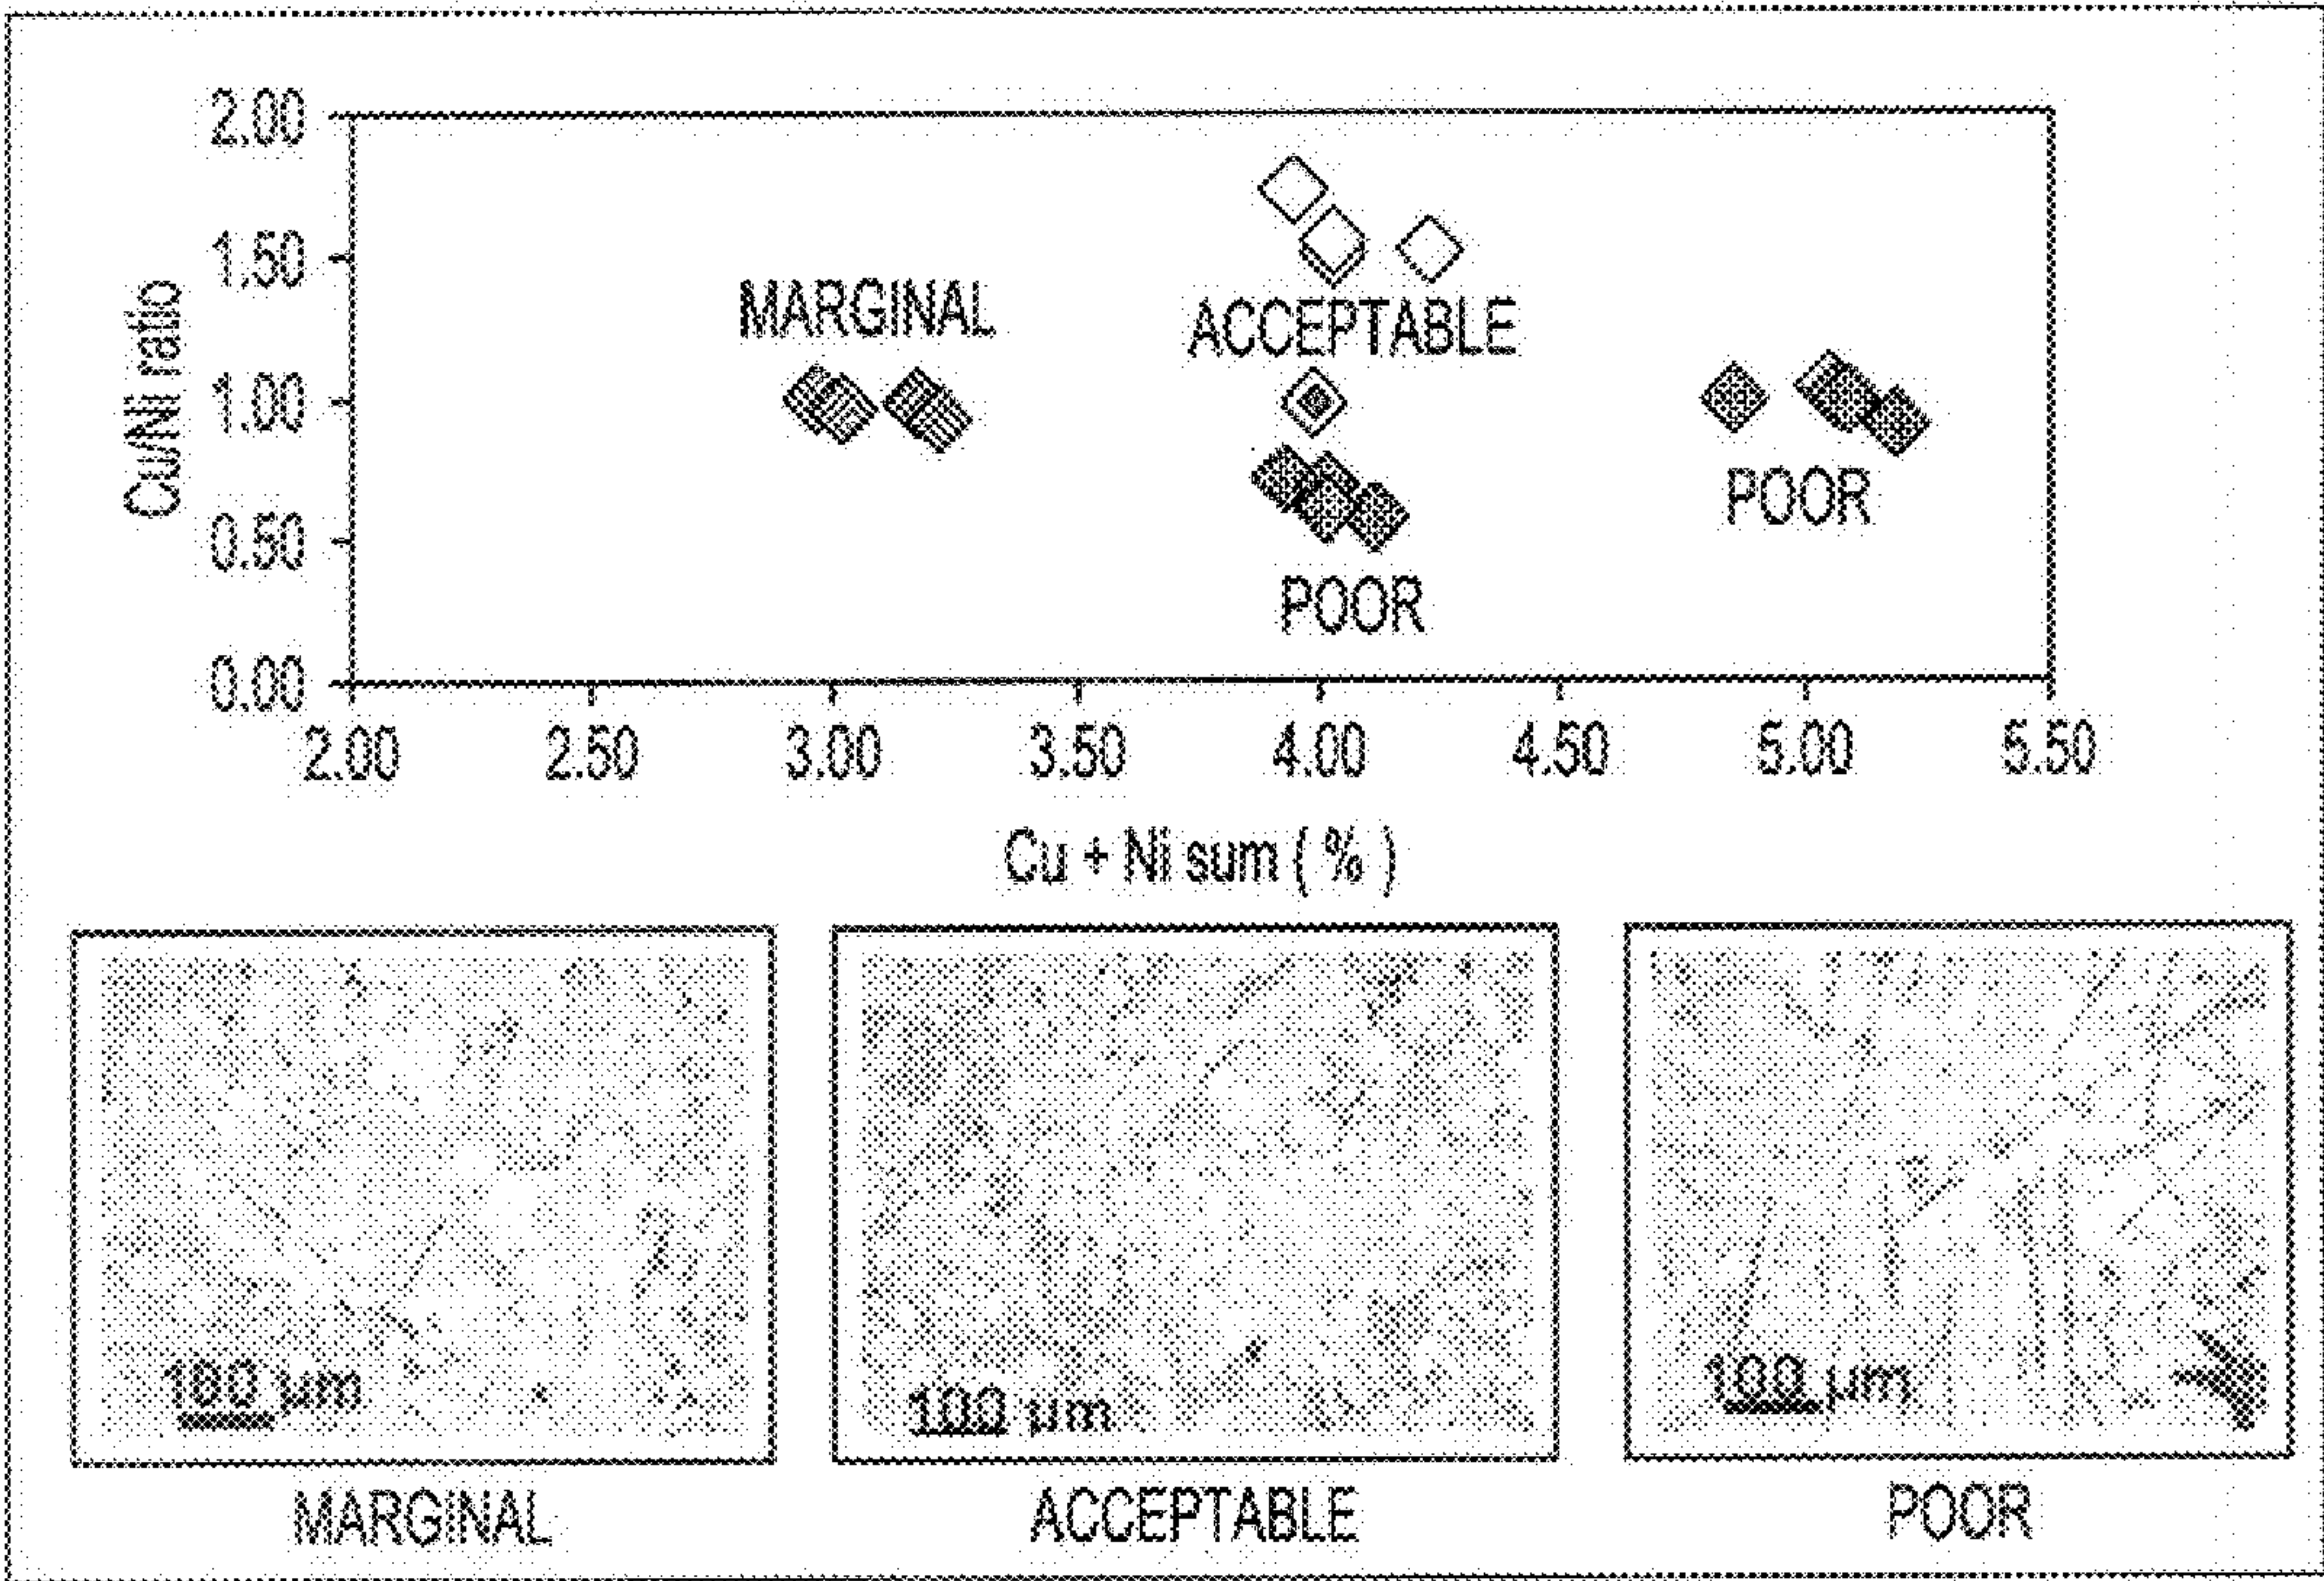 2.00
1.50
1.00
0.50
0.00
Cu/Ni ratio
MARGINAL
ACCEPTABLE
POOR
POOR
2.00 2.50 3.00 3.50 4.00 4.50 5.00 5.50
Cu + Ni sum ( % )
100 µm
100 µm
100 µm
MARGINAL
ACCEPTABLE
POOR